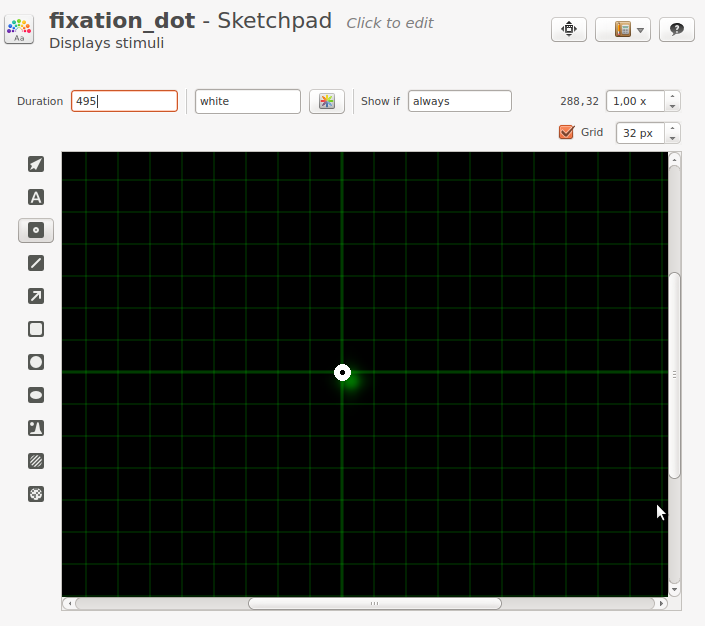 fixation_dot - Sketchpad Click to edit
Displays stimuli
Aa
Duration 495 white Show if always 288,32 1,00 x
Grid 32 px
A